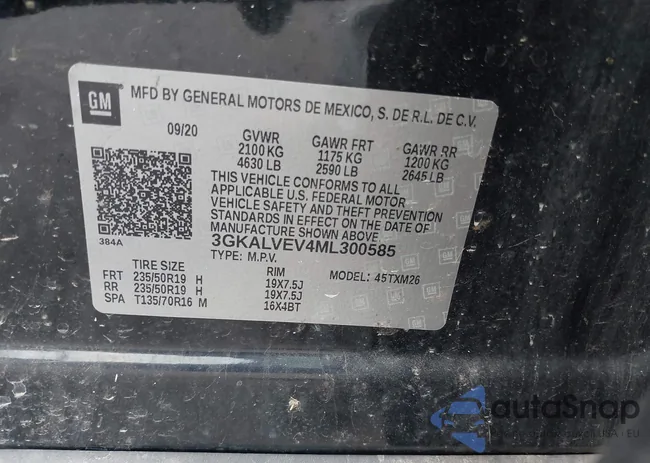 GM
MFD BY GENERAL MOTORS DE MEXICO, S. DE R.L. DE C.V.
09/20 GVWR GAWR FRT GAWR RR
2100 KG 1175 KG 1200 KG
4630 LB 2590 LB 2645 LB
THIS VEHICLE CONFORMS TO ALL
APPLICABLE U.S. FEDERAL MOTOR
VEHICLE SAFETY AND THEFT PREVENTION
STANDARDS IN EFFECT ON THE DATE OF
MANUFACTURE SHOWN ABOVE.
3B4A
3GKALVEV4ML300585
TYPE: M.P.V.
TIRE SIZE RIM MODEL: 45TXM26
FRT 235/50R19 H 19X7.5J
RR 235/50R19 H 19X7.5J
SPA T135/70R16 M 16X4BT
autoSnap
USA | EU